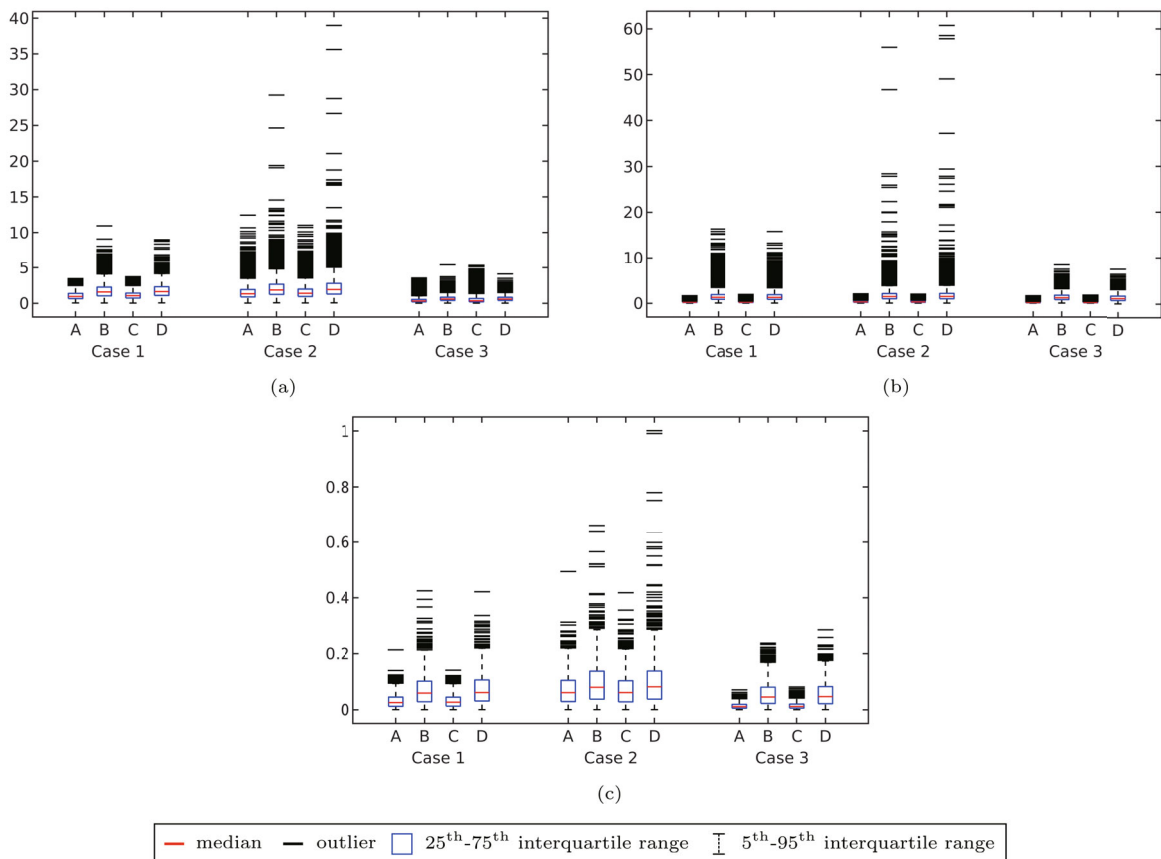 40
35
30
25
20
15
10
5
0
A B C D A B C D A B C D
Case 1 Case 2 Case 3
(a)
60
50
40
30
20
10
0
A B C D A B C D A B C D
Case 1 Case 2 Case 3
(b)
1
0.8
0.6
0.4
0.2
0
A B C D A B C D A B C D
Case 1 Case 2 Case 3
(c)
median outlier 25th-75th interquartile range 5th-95th interquartile range